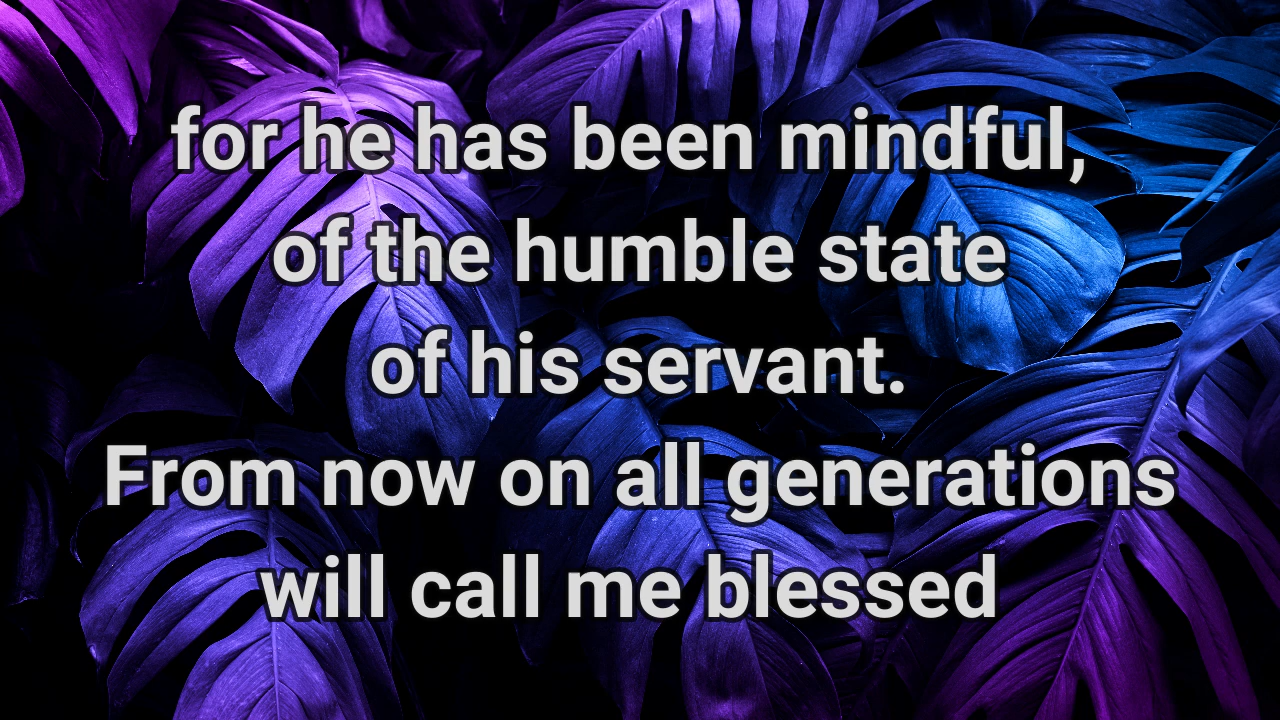 for he has been mindful,
of the humble state
of his servant.
From now on all generations
will call me blessed